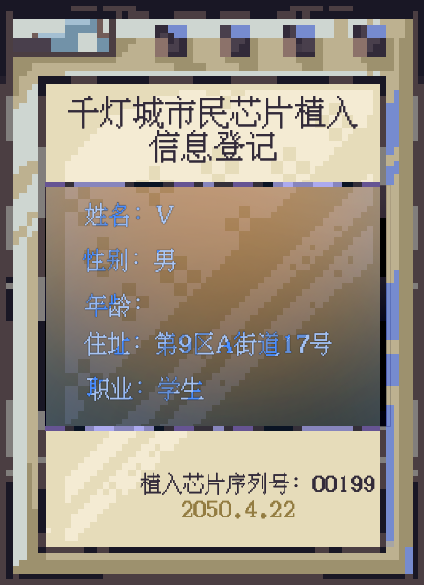 千灯城市民芯片植入
信息登记
姓名：V
性别：男
年龄：
住址：第9区A街道17号
职业：学生
植入芯片序列号：00199
2050.4.22